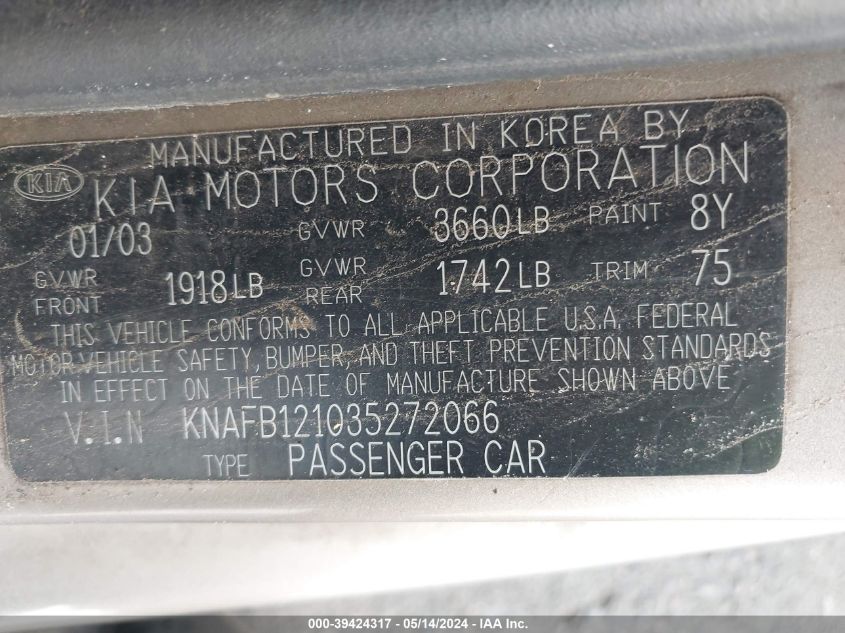 MANUFACTURED IN KOREA BY
KIA KIA MOTORS CORPORATION
01/03 GVWR 3660LB PAINT 8Y
GVWR FRONT 1918LB GVWR REAR 1742LB TRIM 75
THIS VEHICLE CONFORMS TO ALL APPLICABLE U.S.A. FEDERAL
MOTOR VEHICLE SAFETY, BUMPER, AND THEFT PREVENTION STANDARDS
IN EFFECT ON THE DATE OF MANUFACTURE SHOWN ABOVE
V.I.N KNAFB121035272066
TYPE PASSENGER CAR
000-39424317 - 05/14/2024 - IAA Inc.